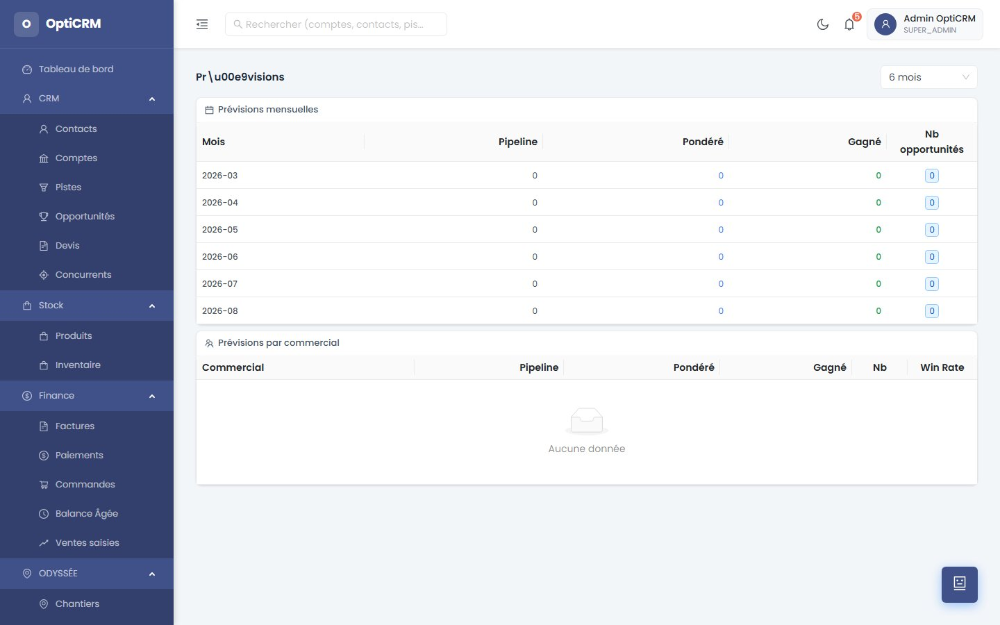 O OptiCRM
Rechercher (comptes, contacts, pis...
5
Admin OptiCRM
SUPER_ADMIN
Tableau de bord
CRM
Contacts
Comptes
Pistes
Opportunités
Devis
Concurrents
Stock
Produits
Inventaire
Finance
Factures
Paiements
Commandes
Balance Âgée
Ventes saisies
ODYSSÉE
Chantiers
Pr\u00e9visions
6 mois
Prévisions mensuelles
Mois Pipeline Pondéré Gagné Nb opportunités
2026-03 0 0 0 0
2026-04 0 0 0 0
2026-05 0 0 0 0
2026-06 0 0 0 0
2026-07 0 0 0 0
2026-08 0 0 0 0
Prévisions par commercial
Commercial Pipeline Pondéré Gagné Nb Win Rate
Aucune donnée